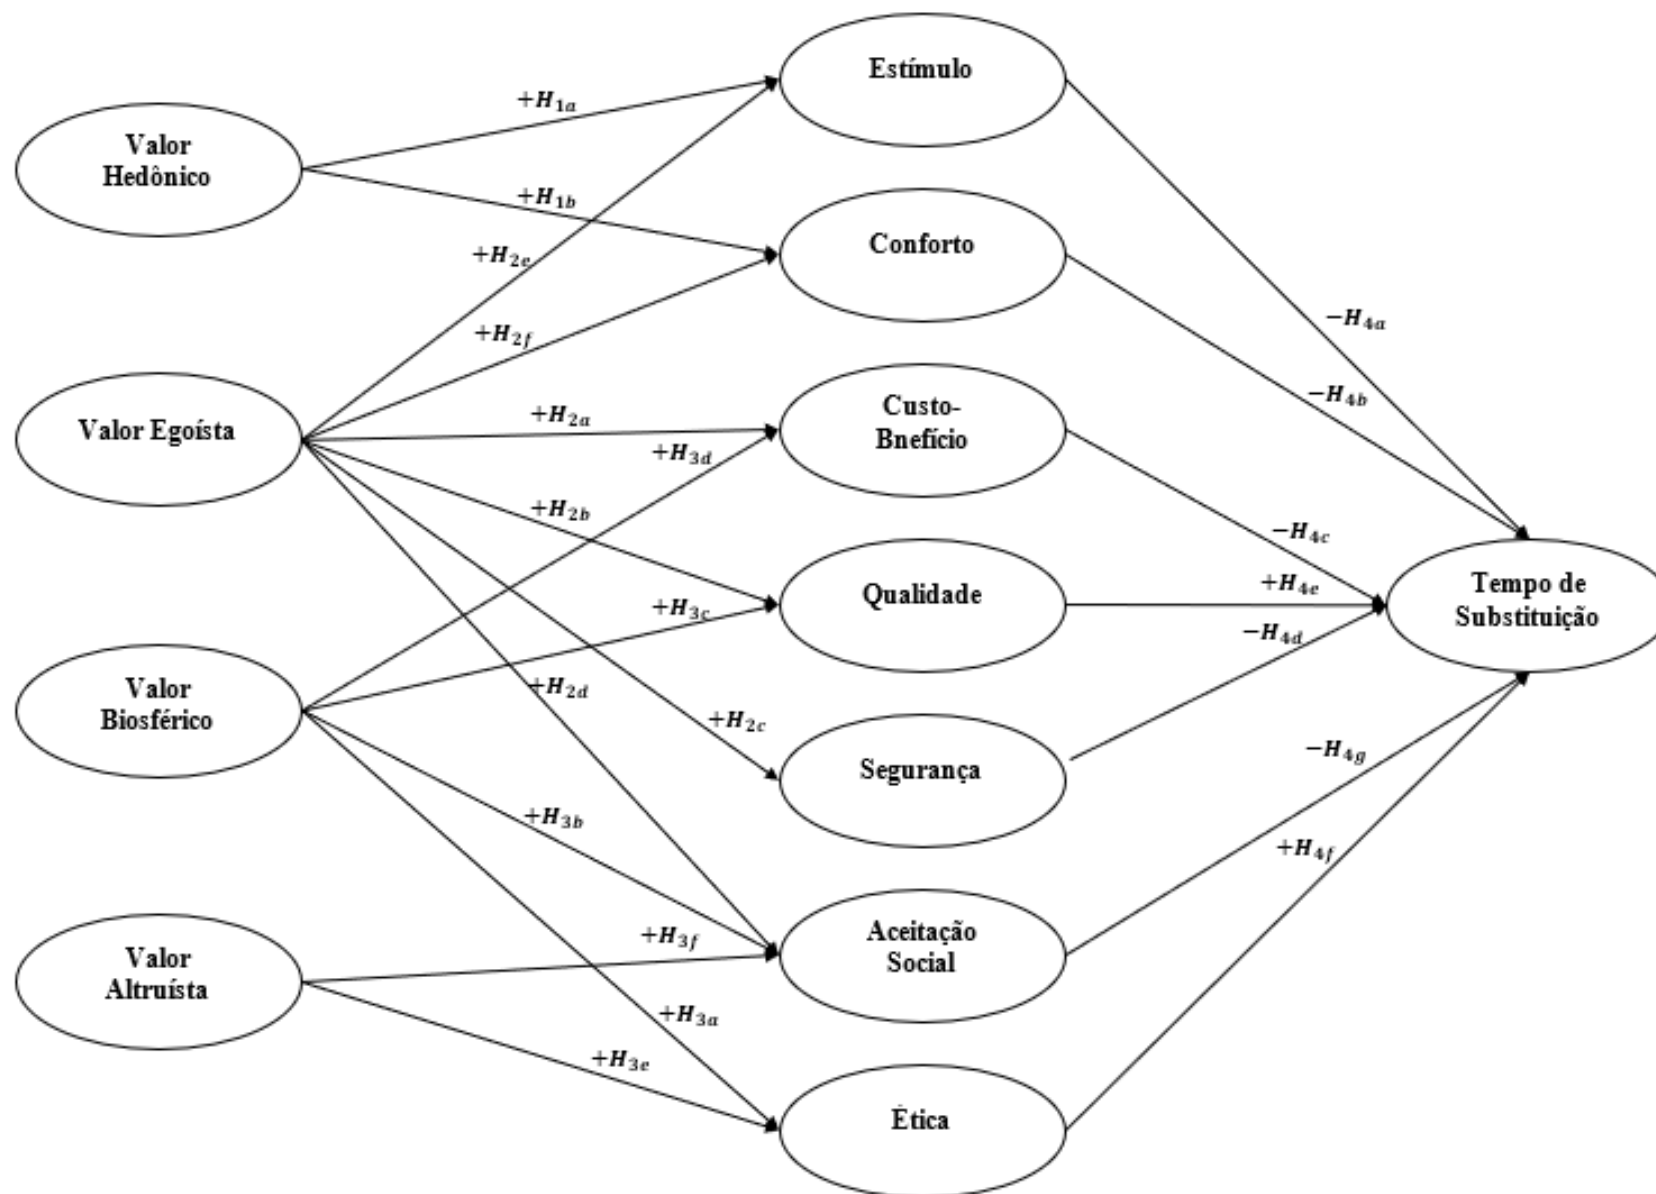 Estímulo
+H1a
Valor
Hedônico
+H1b
Conforto
+H2e
−H4a
+H2f
−H4b
Valor Egoísta
+H2a
Custo-
Bnefício
+H3d
+H2b
−H4c
Qualidade
+H4e
Tempo de
Substituição
+H3c
−H4d
Valor
Biosférico
+H2d
+H2c
Segurança
−H4g
+H3b
+H4f
Valor
Altruísta
+H3f
Aceitação
Social
+H3a
+H3e
Ética